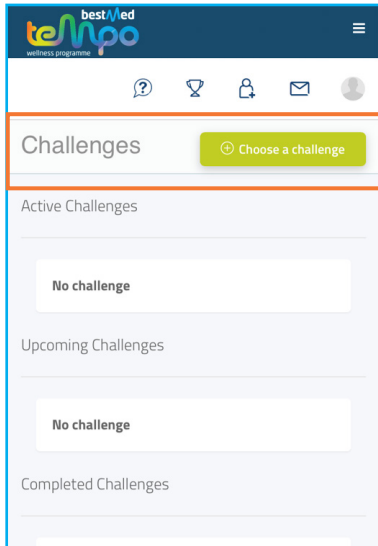 bestMed
tempo
wellness programme
Challenges
Choose a challenge
Active Challenges
No challenge
Upcoming Challenges
No challenge
Completed Challenges